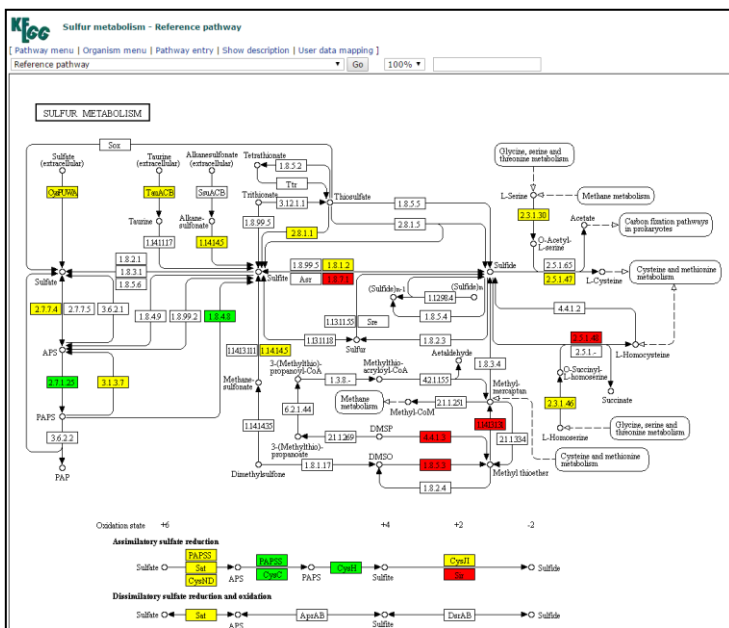 KEGG
Sulfur metabolism - Reference pathway
[ Pathway menu | Organism menu | Pathway entry | Show description | User data mapping ]
Reference pathway
Go
100%
SULFUR METABOLISM
Sox
Sulfate
(extracellular)
Taurine
(extracellular)
Alkanesulfonate
(extracellular)
CysPUWA
TauACB
SsuACB
Taurine
Alkane-
sulfonate
1.14.11.17
1.14.14.5
Tetrathionate
1.8.5.2
Ttr
Trithionate
3.12.1.1
Thiosulfate
1.8.99.5
1.8.5.5
2.8.1.1
2.8.1.5
Glycine, serine and
threonine metabolism
L-Serine
Methane metabolism
2.3.1.30
Acetate
Carbon fixation pathways
in prokaryotes
O-Acetyl-
L-serine
2.5.1.65
2.5.1.47
L-Cysteine
Cysteine and methionine
metabolism
1.8.2.1
1.8.3.1
1.8.5.6
Sulfate
Sulfite
1.8.99.5
1.8.1.2
Asr
1.8.7.1
Sulfide
(Sulfide)n-1
(Sulfide)n
1.12.98.4
1.8.5.4
2.7.7.4
2.7.7.5
3.6.2.1
1.8.4.9
1.8.99.2
1.8.4.8
1.13.11.55
Sre
1.13.11.18
Sulfur
1.8.2.3
4.4.1.2
L-Homocysteine
2.5.1.-
APS
2.7.1.25
3.1.3.7
PAPS
3.6.2.2
PAP
1.14.14.5
Methane-
sulfonate
1.14.14.35
Dimethylsulfone
3-(Methylthio)-
propanoyl-CoA
1.3.8.-
Methylthio-
acryloyl-CoA
4.2.1.155
Acetaldehyde
1.8.3.4
Methyl-
mercaptan
6.2.1.44
Methane
metabolism
Methyl-CoM
2.1.1.251
3-(Methylthio)-
propanoate
2.1.1.269
DMSP
4.4.1.3
2.1.1.334
1.8.1.17
DMSO
1.8.3.3
Methyl thioether
1.8.2.4
O-Succinyl-
L-homoserine
Succinate
2.3.1.46
L-Homoserine
Glycine, serine and
threonine metabolism
Cysteine and methionine
metabolism
Oxidation state +6 +4 +2 -2
Assimilatory sulfate reduction
Sulfate
PAPSS
Sat
CysND
APS
PAPSS
CysC
PAPS
CysH
Sulfite
CysJI
Sir
Sulfide
Dissimilatory sulfate reduction and oxidation
Sulfate
Sat
APS
AprAB
Sulfite
DsrAB
Sulfide